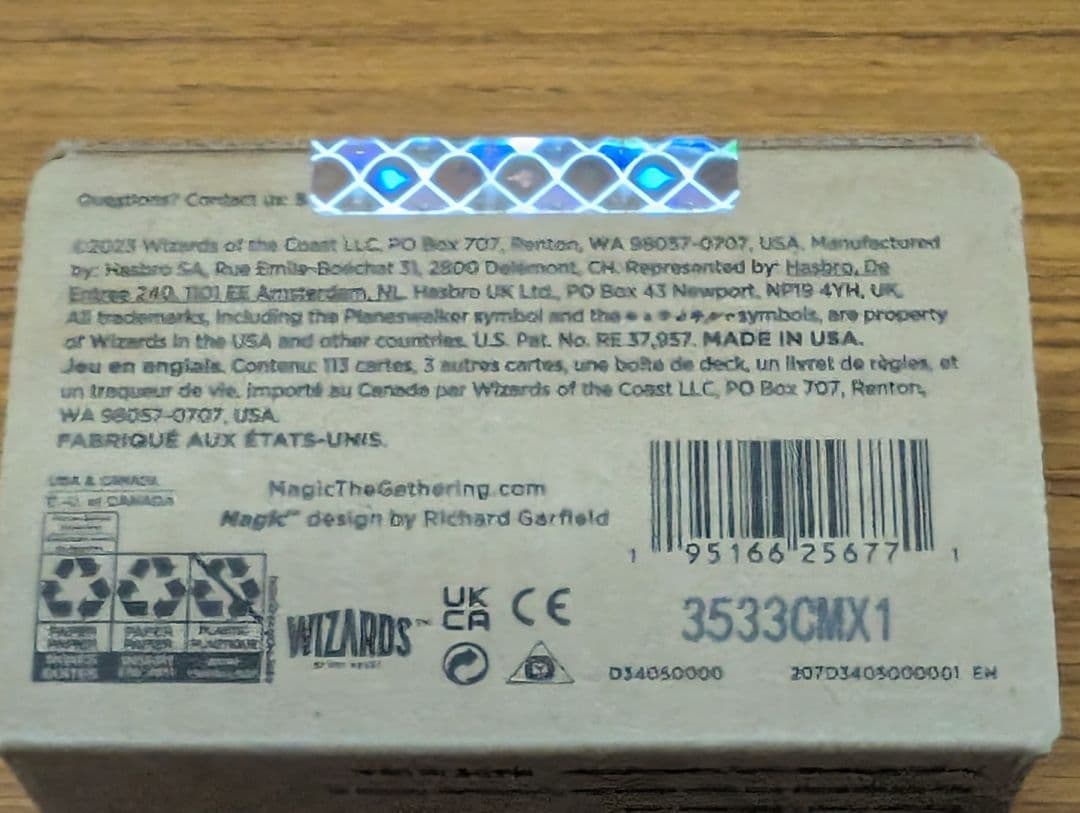 Questions? Contact us:
©2023 Wizards of the Coast LLC, PO Box 707, Renton, WA 98057-0707, USA. Manufactured
by: Hasbro SA, Rue Emile-Boéchat 31, 2800 Delémont, CH. Represented by: Hasbro, De
Entree 240, 1101 EE Amsterdam, NL. Hasbro UK Ltd., PO Box 43 Newport, NP19 4YH, UK.
All trademarks, including the Planeswalker symbol and the symbols, are property
of Wizards in the USA and other countries. U.S. Pat. No. RE 37,957. MADE IN USA.
Jeu en anglais. Contenu: 113 cartes, 3 autres cartes, une boîte de deck, un livret de règles, et
un traqueur de vie. importé au Canada par Wizards of the Coast LLC, PO Box 707, Renton,
WA 98057-0707, USA.
FABRIQUÉ AUX ÉTATS-UNIS.
USA & CANADA
É.-U. et CANADA
MagicTheGathering.com
Magic™ design by Richard Garfield
1 95166 25677 1
PAPER PAPER PLASTIC
PAPIER PAPIER PLASTIQUE
WIZARDS™
UK
CA
CE
3533CMX1
EN